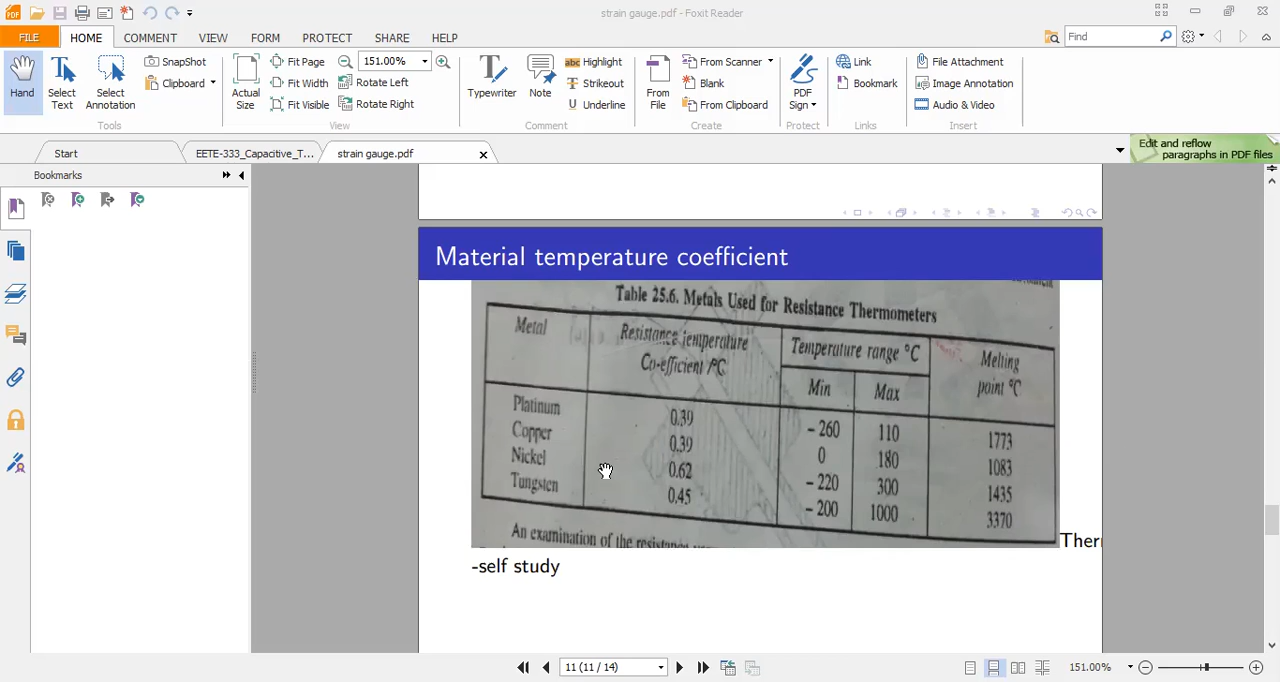 strain gauge.pdf - Foxit Reader
FILE HOME COMMENT VIEW FORM PROTECT SHARE HELP Find
Hand Select Text Select Annotation SnapShot Clipboard Actual Size Fit Page Fit Width Fit Visible 151.00% Rotate Left Rotate Right Typewriter Note Highlight Strikeout Underline From File From Scanner Blank From Clipboard PDF Sign Link Bookmark File Attachment Image Annotation Audio & Video
Tools View Comment Create Protect Links Insert
Start EETE-333_Capacitive_T... strain gauge.pdf Edit and reflow
paragraphs in PDF files
Bookmarks
Material temperature coefficient
Table 25.6. Metals Used for Resistance Thermometers
Metal Resistance temperature Co-efficient /°C Temperature range °C Melting point °C
Min Max
Platinum 0.39 - 260 110 1773
Copper 0.39 0 180 1083
Nickel 0.62 - 220 300 1435
Tungsten 0.45 - 200 1000 3370
An examination of the resistance
Ther
-self study
11 (11 / 14) 151.00%